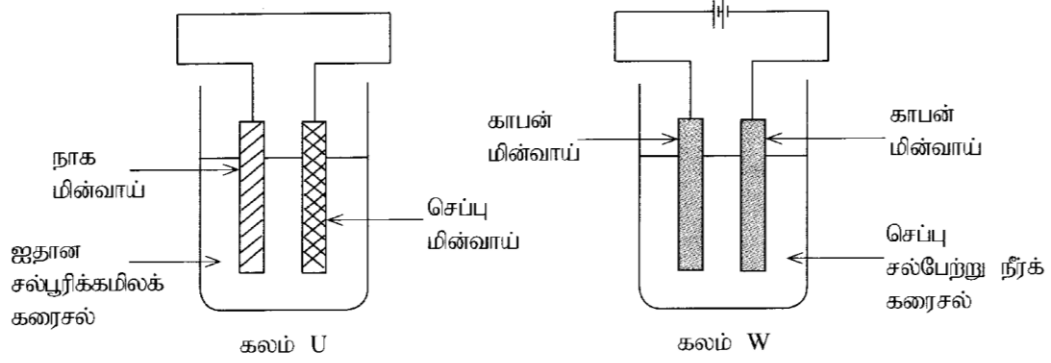 நாக
மின்வாய்
ஐதான
சல்பூரிக்கமிலக்
கரைசல்
செப்பு
மின்வாய்
கலம் U
காபன்
மின்வாய்
காபன்
மின்வாய்
செப்பு
சல்பேற்று நீர்க்
கரைசல்
கலம் W